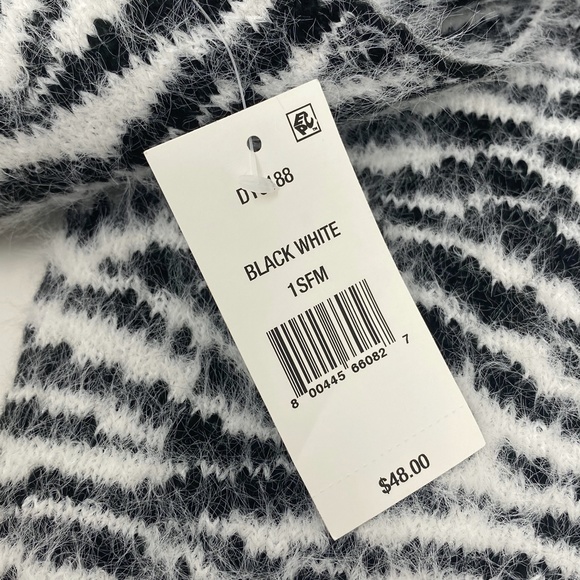 BLACK WHITE
1SFM
8 00445 66082 7
$48.00